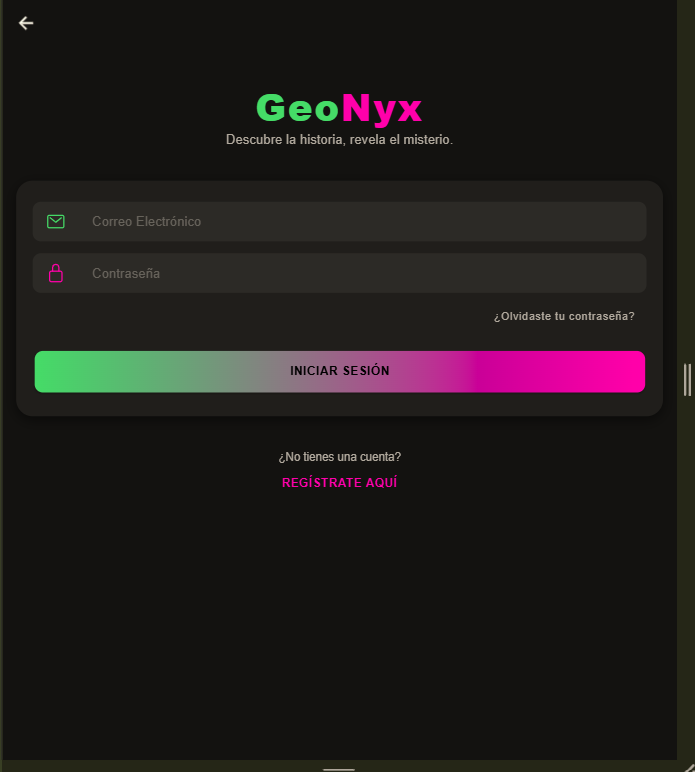 GeoNyx
Descubre la historia, revela el misterio.
Correo Electrónico
Contraseña
¿Olvidaste tu contraseña?
INICIAR SESIÓN
¿No tienes una cuenta?
REGÍSTRATE AQUÍ